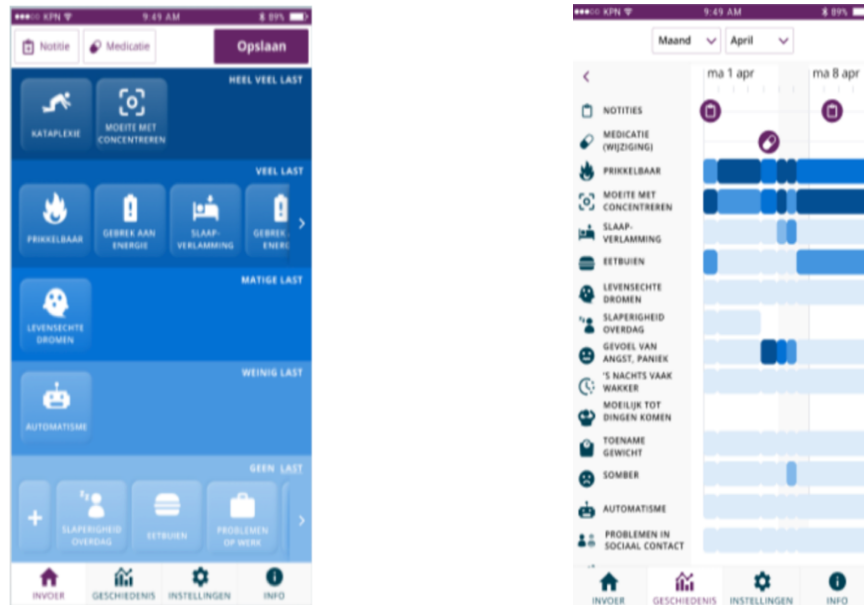 KPN
9:49 AM
89%
Notitie
Medicatie
Opslaan
HEEL VEEL LAST
KATAPLEXIE
MOEITE MET
CONCENTREREN
VEEL LAST
PRIKKELBAAR
GEBREK AAN
ENERGIE
SLAAP-
VERLAMMING
GEBREK
ENERG
MATIGE LAST
LEVENSECHTE
DROMEN
WEINIG LAST
AUTOMATISME
GEEN LAST
+
SLAPERIGHEID
OVERDAG
EETBUIEN
PROBLEMEN
OP WERK
INVOER
GESCHIEDENIS
INSTELLINGEN
INFO
KPN
9:49 AM
89%
Maand
April
ma 1 apr
ma 8 apr
NOTITIES
MEDICATIE
(WIJZIGING)
PRIKKELBAAR
MOEITE MET
CONCENTREREN
SLAAP-
VERLAMMING
EETBUIEN
LEVENSECHTE
DROMEN
SLAPERIGHEID
OVERDAG
GEVOEL VAN
ANGST, PANIEK
'S NACHTS VAAK
WAKKER
MOEILIJK TOT
DINGEN KOMEN
TOENAME
GEWICHT
SOMBER
AUTOMATISME
PROBLEMEN IN
SOCIAAL CONTACT
INVOER
GESCHIEDENIS
INSTELLINGEN
INFO